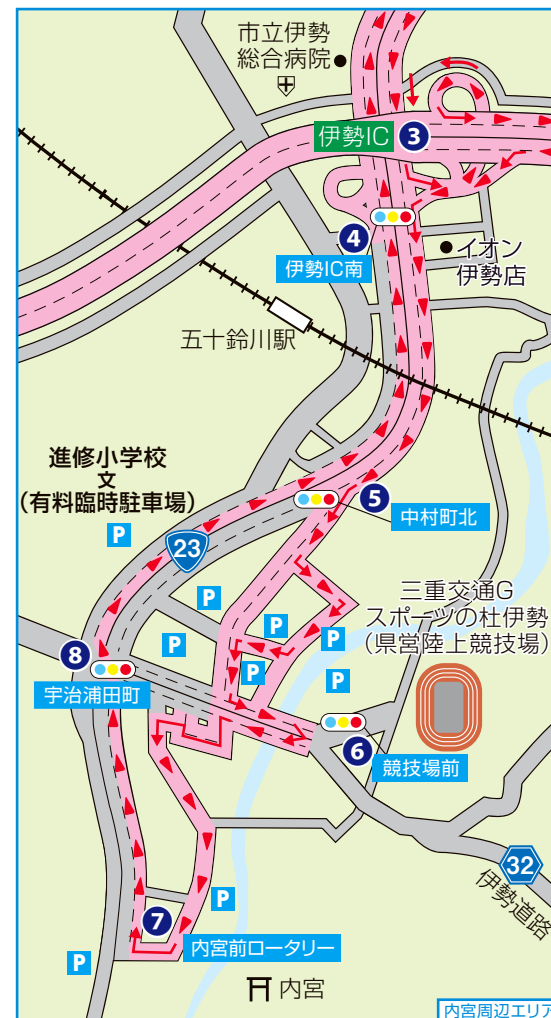 市立伊勢
総合病院
伊勢IC
3
4
伊勢IC南
イオン
伊勢店
五十鈴川駅
進修小学校
文
(有料臨時駐車場)
5
中村町北
P
23
三重交通G
スポーツの杜伊勢
(県営陸上競技場)
P
P
P
P
P
P
8
宇治浦田町
6
競技場前
32
伊勢道路
P
7
内宮前ロータリー
P
内宮
内宮周辺エリア